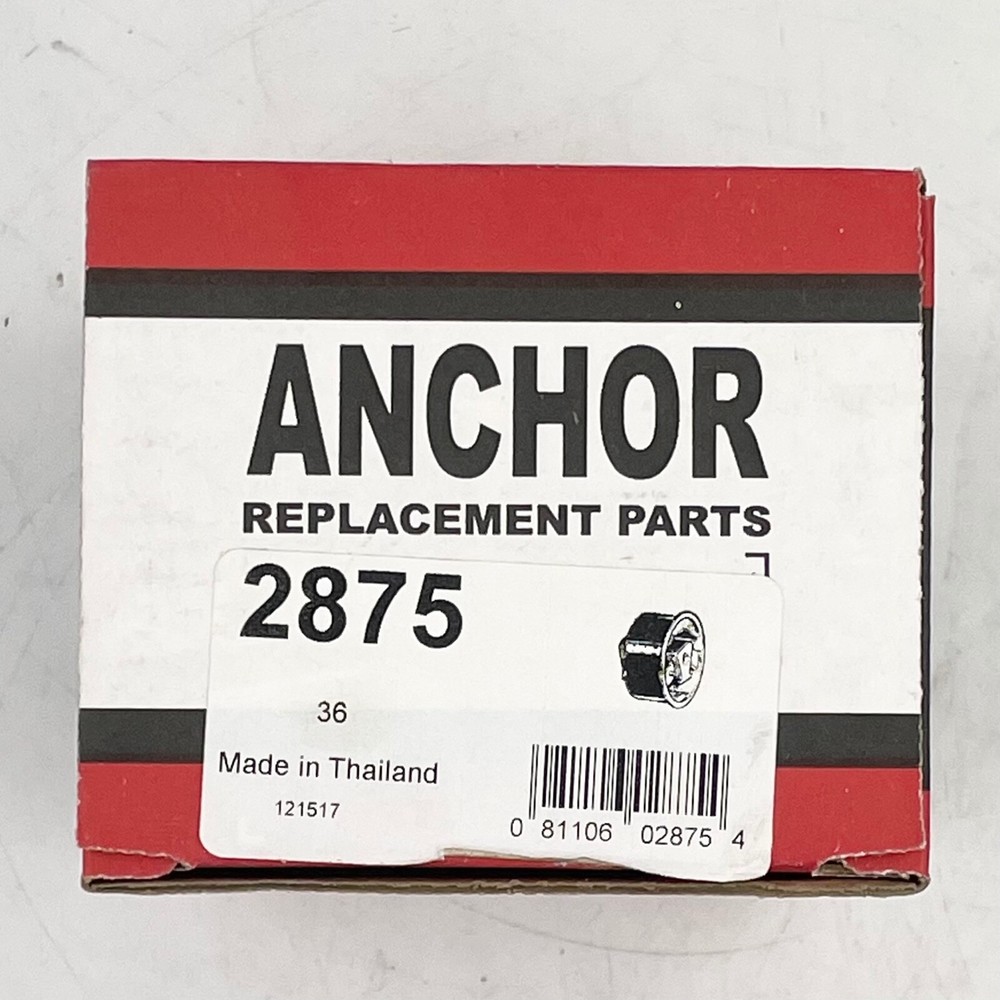 ANCHOR
REPLACEMENT PARTS
2875
36
Made in Thailand
121517
0 81106 02875 4